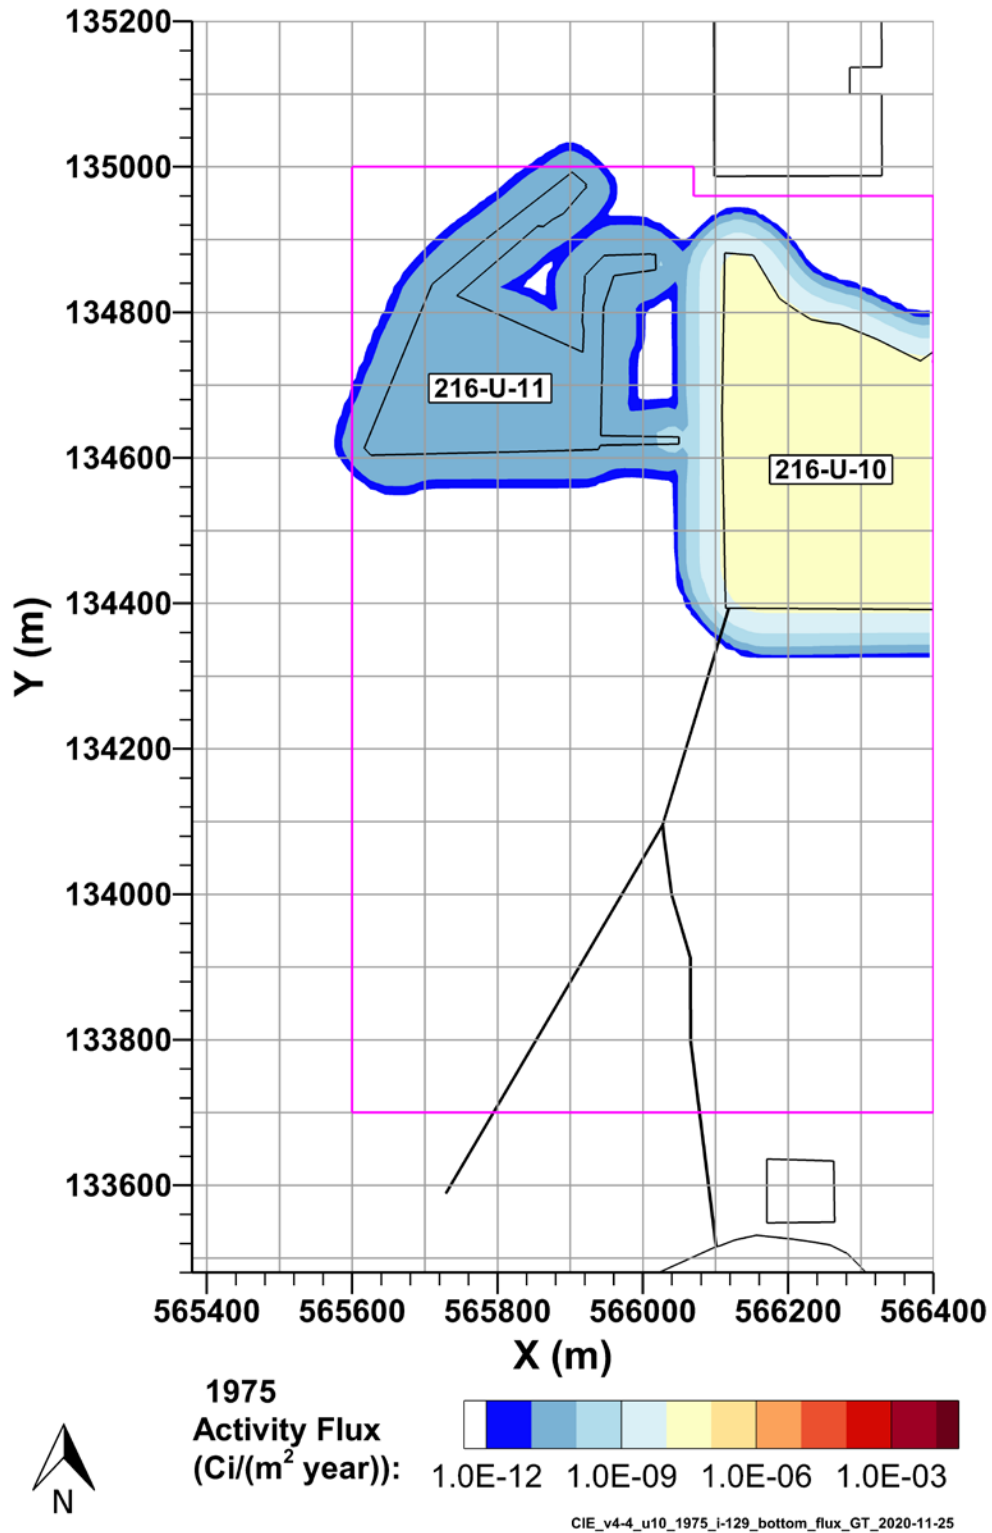 135200
135000
134800
134600
134400
134200
134000
133800
133600
Y (m)
216-U-11
216-U-10
565400 565600 565800 566000 566200 566400
X (m)
1975
Activity Flux
(Ci/(m² year)):
1.0E-12 1.0E-09 1.0E-06 1.0E-03
N
CIE_v4-4_u10_1975_i-129_bottom_flux_GT_2020-11-25